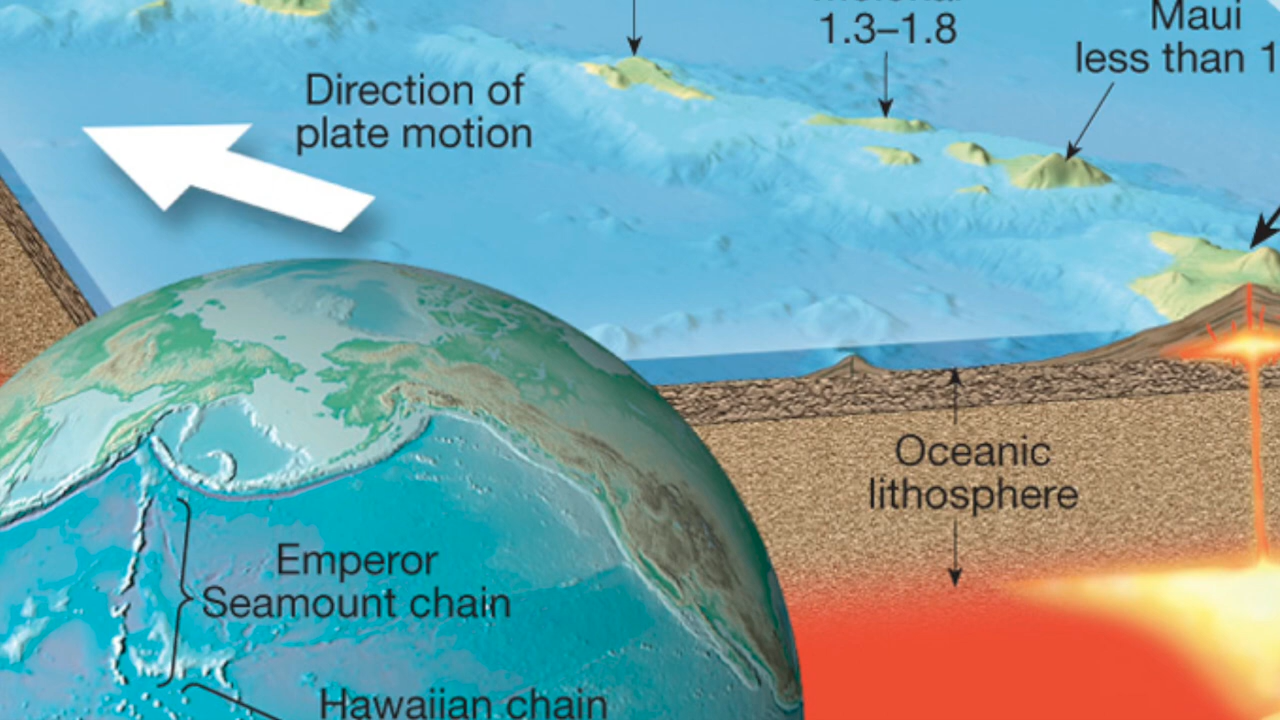 1.3–1.8
Maui
less than 1
Direction of
plate motion
Oceanic
lithosphere
Emperor
Seamount chain
Hawaiian chain